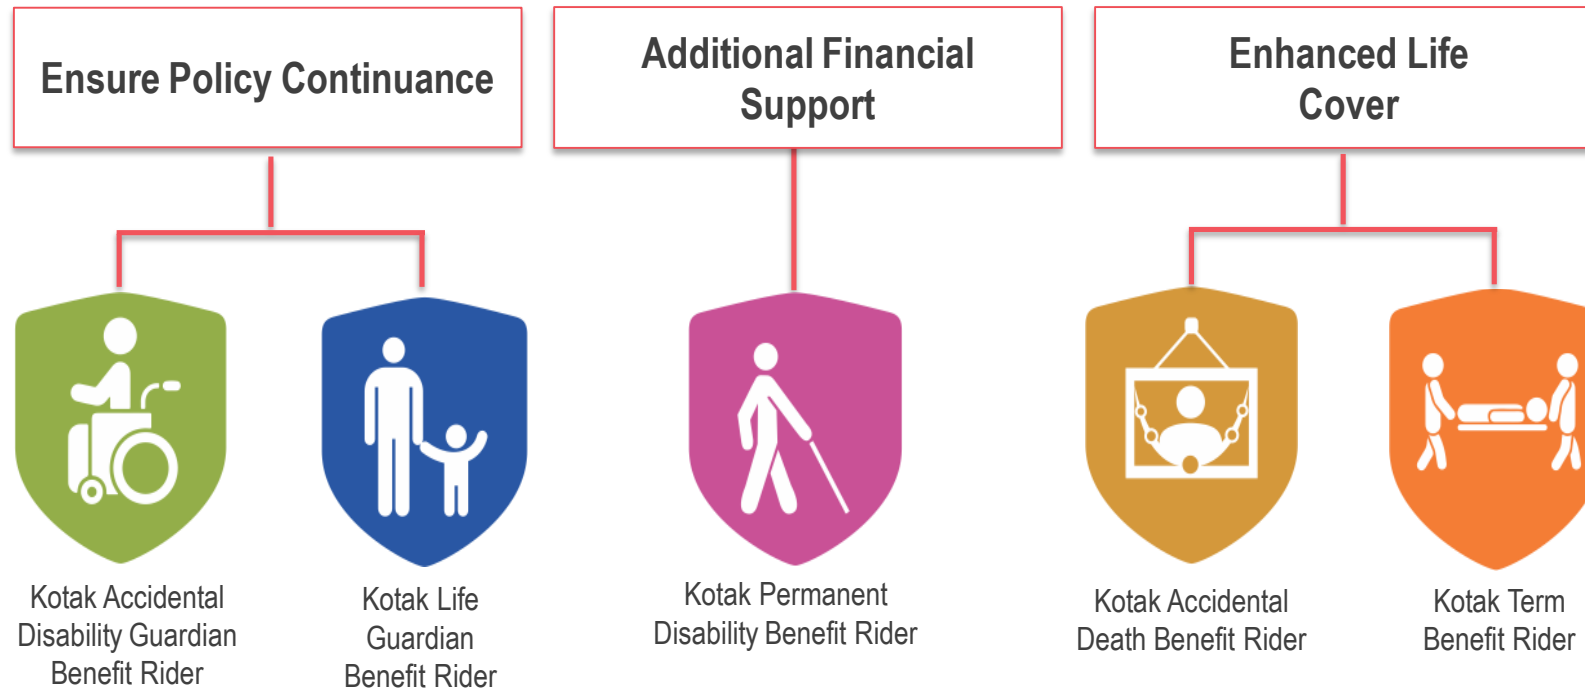 Ensure Policy Continuance
Additional Financial
Support
Enhanced Life
Cover
Kotak Accidental
Disability Guardian
Benefit Rider
Kotak Life
Guardian
Benefit Rider
Kotak Permanent
Disability Benefit Rider
Kotak Accidental
Death Benefit Rider
Kotak Term
Benefit Rider